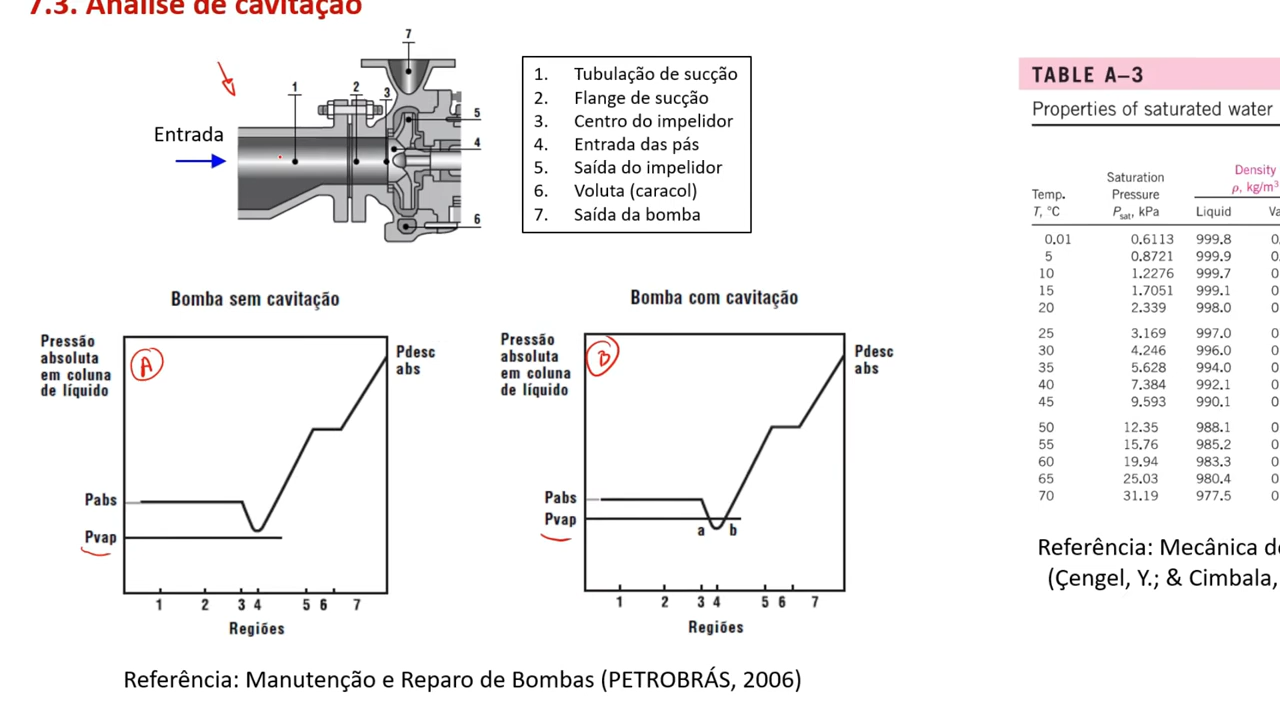 7.3. Análise de cavitação
7
1
2
3
5
4
6
Entrada
1. Tubulação de sucção
2. Flange de sucção
3. Centro do impelidor
4. Entrada das pás
5. Saída do impelidor
6. Voluta (caracol)
7. Saída da bomba
Bomba sem cavitação
Pressão
absoluta
em coluna
de líquido
A
Pdesc
abs
Pabs
Pvap
1 2 3 4 5 6 7
Regiões
Bomba com cavitação
Pressão
absoluta
em coluna
de líquido
B
Pdesc
abs
Pabs
Pvap
a b
1 2 3 4 5 6 7
Regiões
Referência: Manutenção e Reparo de Bombas (PETROBRÁS, 2006)
TABLE A–3
Properties of saturated water
Density
Saturation
ρ, kg/m³
Temp. Pressure
T, °C Psat, kPa Liquid
0.01 0.6113 999.8
5 0.8721 999.9
10 1.2276 999.7
15 1.7051 999.1
20 2.339 998.0
25 3.169 997.0
30 4.246 996.0
35 5.628 994.0
40 7.384 992.1
45 9.593 990.1
50 12.35 988.1
55 15.76 985.2
60 19.94 983.3
65 25.03 980.4
70 31.19 977.5
Referência: Mecânica
(Çengel, Y.; & Cimbala,